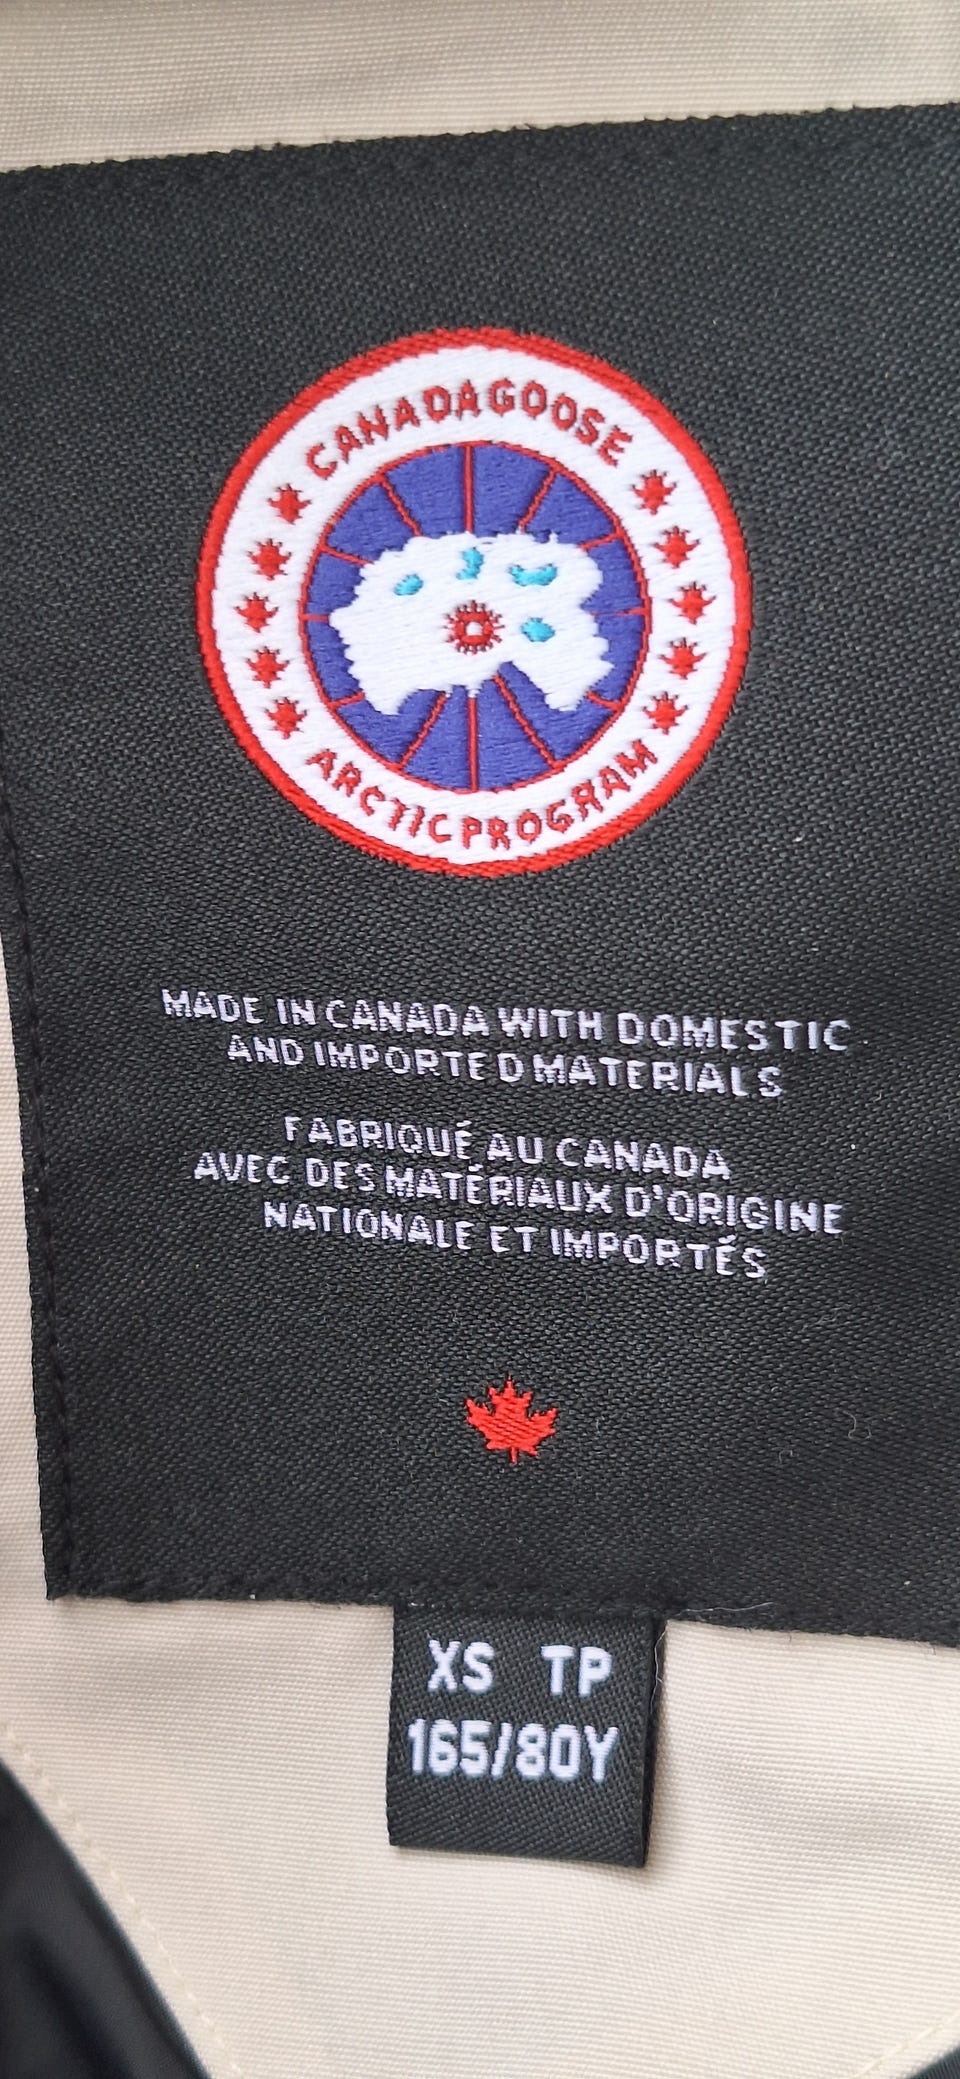 CANADA GOOSE
ARCTIC PROGRAM
MADE IN CANADA WITH DOMESTIC
AND IMPORTED MATERIALS
FABRIQUÉ AU CANADA
AVEC DES MATÉRIAUX D'ORIGINE
NATIONALE ET IMPORTÉS
XS TP
165/80Y